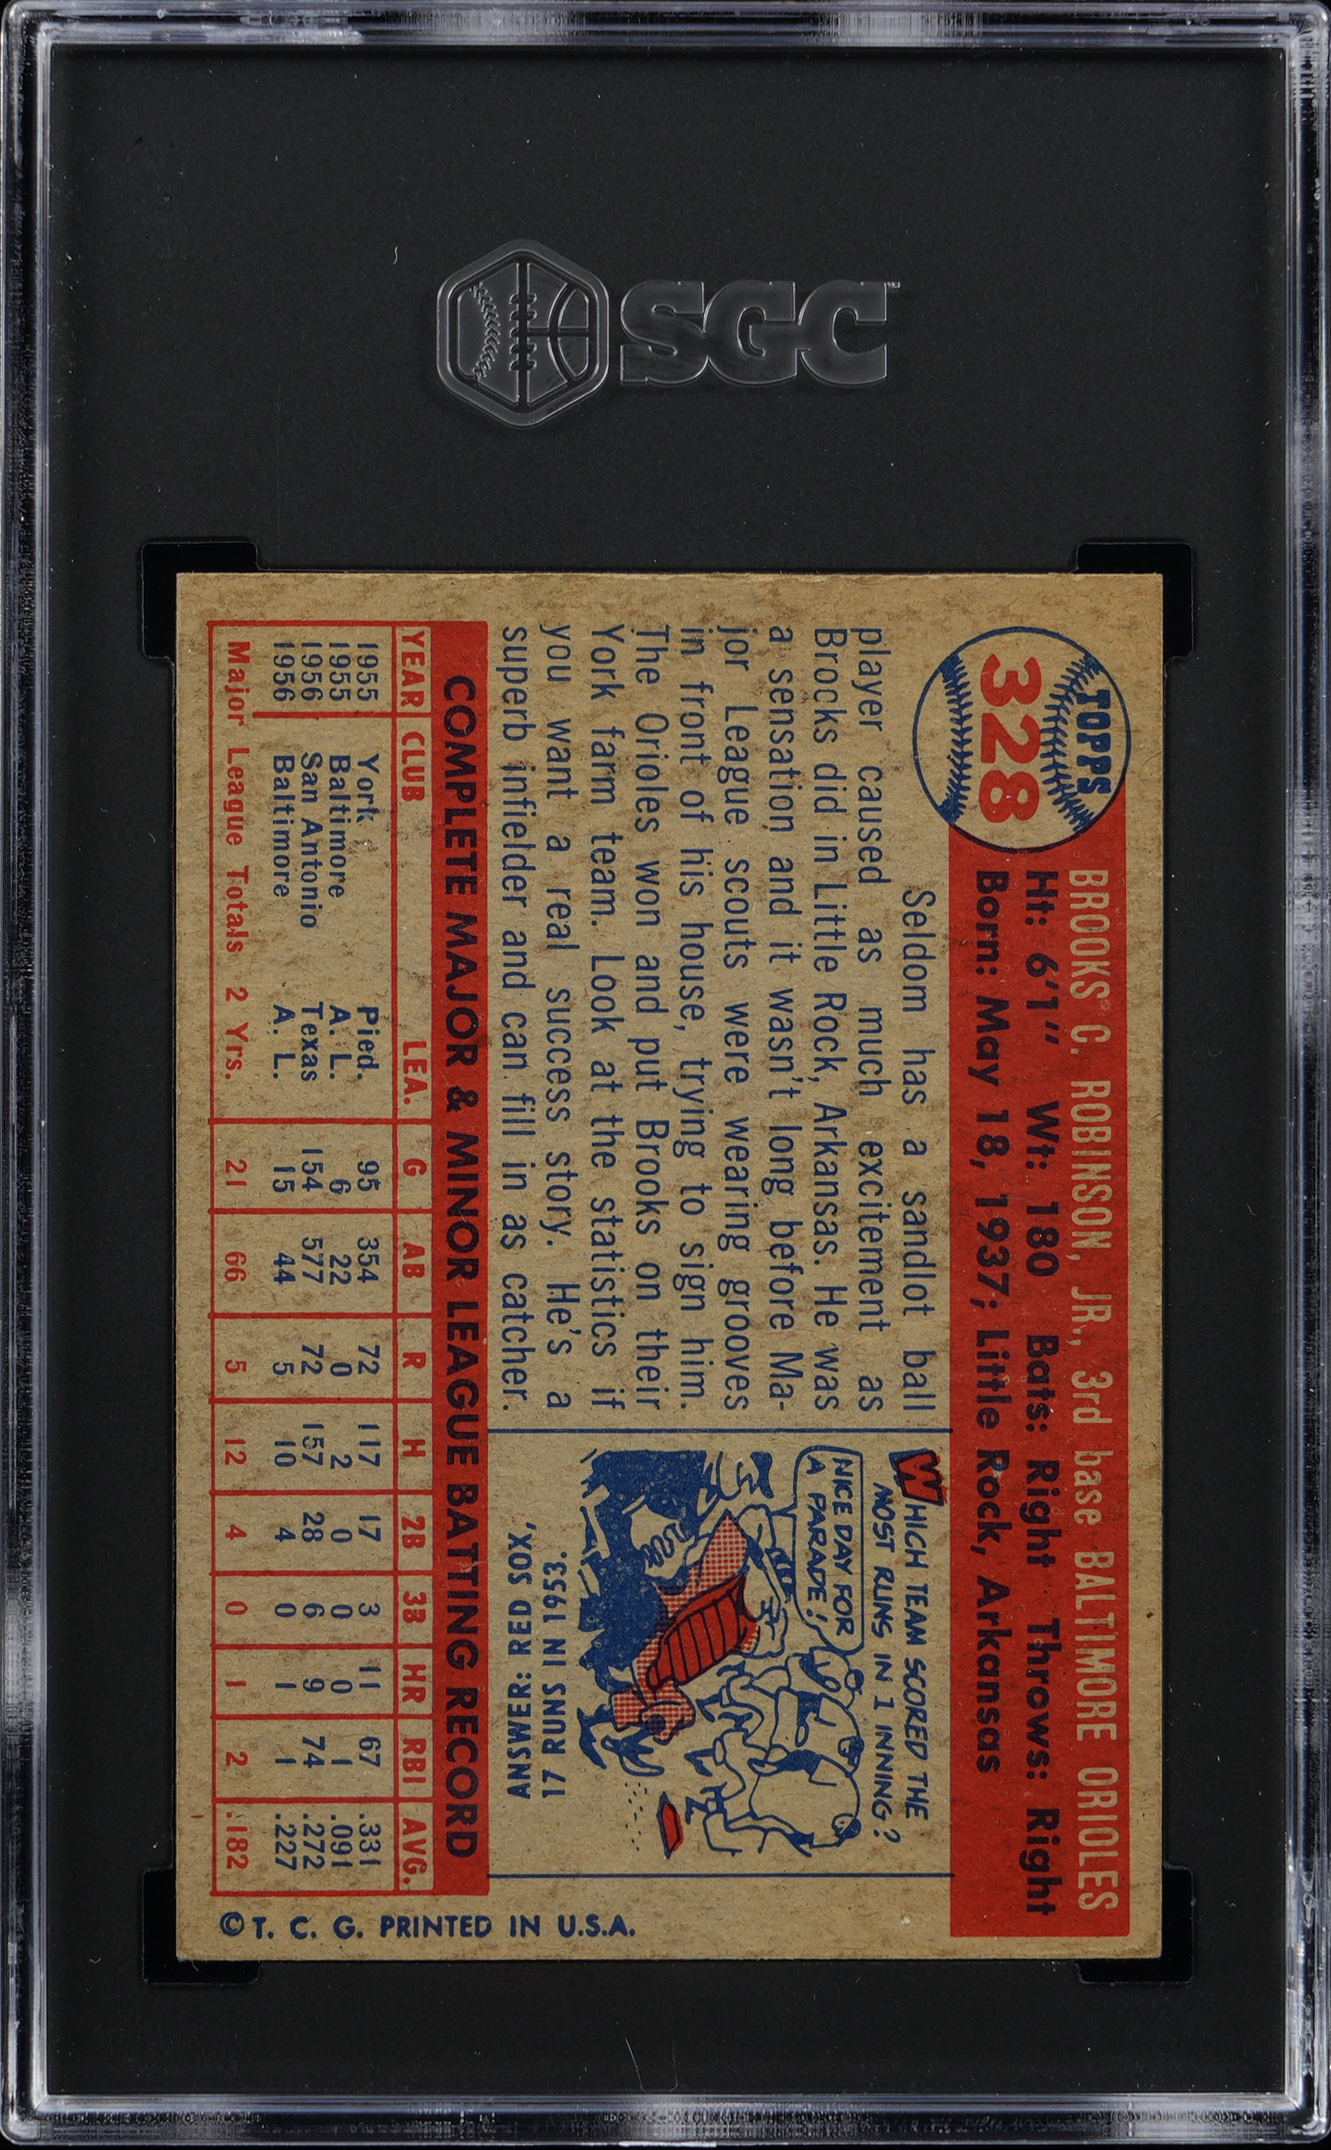 SGC
TOPPS
328
BROOKS C. ROBINSON, JR., 3rd base BALTIMORE ORIOLES
Ht: 6'1" Wt: 180 Bats: Right Throws: Right
Born: May 18, 1937; Little Rock, Arkansas
Seldom has a sandlot ball
player caused as much excitement as
Brocks did in Little Rock, Arkansas. He was
a sensation and it wasn't long before Ma-
jor League scouts were wearing grooves
in front of his house, trying to sign him.
The Orioles won and put Brooks on their
York farm team. Look at the statistics if
you want a real success story. He's a
superb infielder and can fill in as catcher.
WHICH TEAM SCORED THE
MOST RUNS IN 1 INNING?
NICE DAY FOR
A PARADE!
ANSWER: RED SOX,
17 RUNS IN 1953.
COMPLETE MAJOR & MINOR LEAGUE BATTING RECORD
YEAR CLUB LEA. G AB R H 2B 3B HR RBI AVG.
1955 York Pied. 95 354 72 117 17 3 11 67 .331
1955 Baltimore A. L. 6 22 0 2 0 0 0 1 .091
1956 San Antonio Texas 154 577 72 157 28 6 9 74 .272
1956 Baltimore A. L. 15 44 5 10 4 0 1 1 .227
Major League Totals 2 Yrs. 21 66 5 12 4 0 1 2 .182
© T. C. G. PRINTED IN U.S.A.